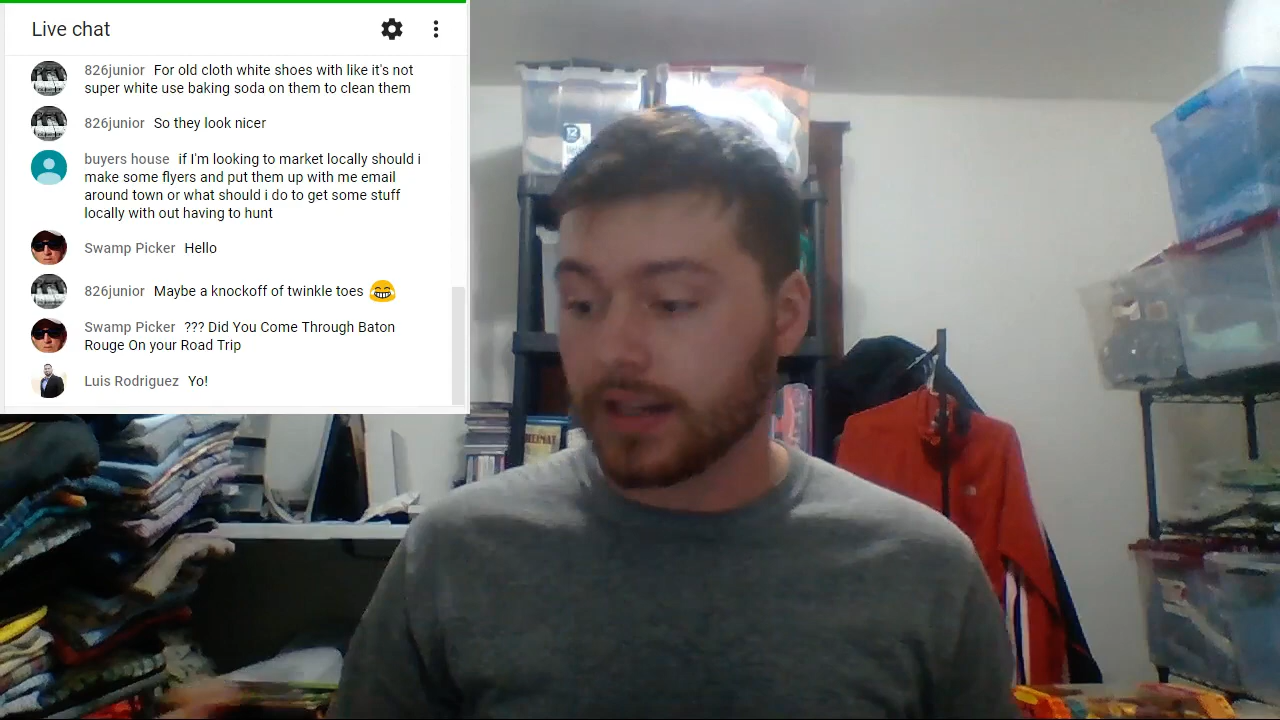 Live chat
826junior For old cloth white shoes with like it's not
super white use baking soda on them to clean them
826junior So they look nicer
buyers house if I'm looking to market locally should i
make some flyers and put them up with me email
around town or what should i do to get some stuff
locally with out having to hunt
Swamp Picker Hello
826junior Maybe a knockoff of twinkle toes 😂
Swamp Picker ??? Did You Come Through Baton
Rouge On your Road Trip
Luis Rodriguez Yo!
12